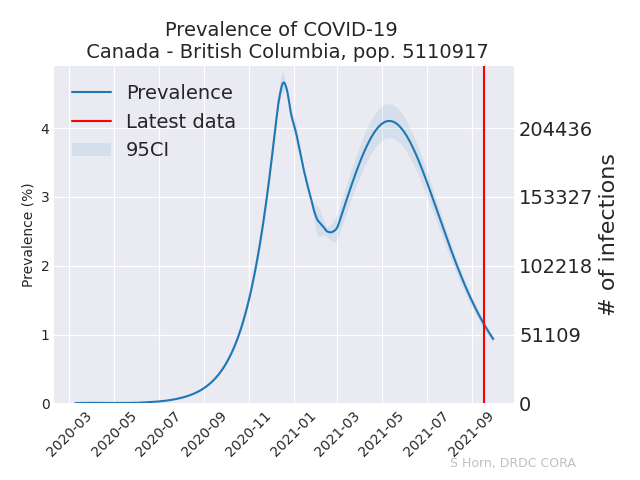 Prevalence of COVID-19
Canada - British Columbia, pop. 5110917
Prevalence
Latest data
95CI
Prevalence (%)
4
3
2
1
0
204436
153327
102218
51109
0
# of infections
2020-03
2020-05
2020-07
2020-09
2020-11
2021-01
2021-03
2021-05
2021-07
2021-09
S Horn, DRDC CORA